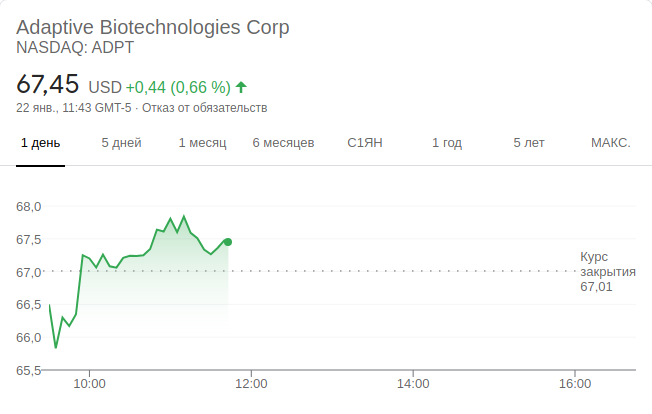 Adaptive Biotechnologies Corp
NASDAQ: ADPT
67,45 USD +0,44 (0,66 %)
22 янв., 11:43 GMT-5 · Отказ от обязательств
1 день 5 дней 1 месяц 6 месяцев С1ЯН 1 год 5 лет МАКС.
68,0
67,5
Курс
67,0 закрытия
67,01
66,5
66,0
65,5
10:00 12:00 14:00 16:00